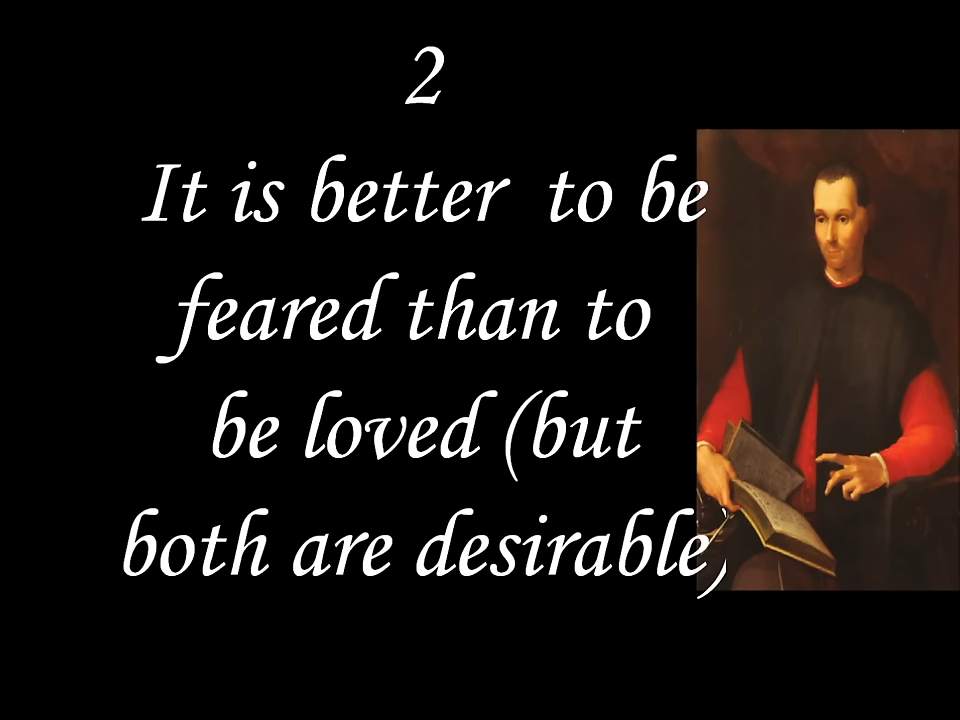 2
It is better to be
feared than to
be loved (but
both are desirable)